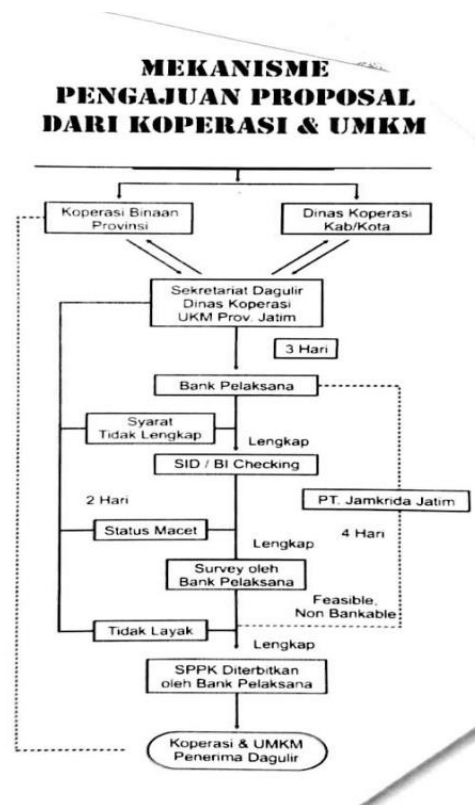 MEKANISME
PENGAJUAN PROPOSAL
DARI KOPERASI & UMKM
Koperasi Binaan
Provinsi
Dinas Koperasi
Kab/Kota
Sekretariat Dagulir
Dinas Koperasi
UKM Prov. Jatim
3 Hari
Bank Pelaksana
Syarat
Tidak Lengkap
Lengkap
SID / BI Checking
2 Hari
PT. Jamkrida Jatim
Status Macet
4 Hari
Lengkap
Survey oleh
Bank Pelaksana
Feasible,
Non Bankable
Tidak Layak
Lengkap
SPPK Diterbitkan
oleh Bank Pelaksana
Koperasi & UMKM
Penerima Dagulir